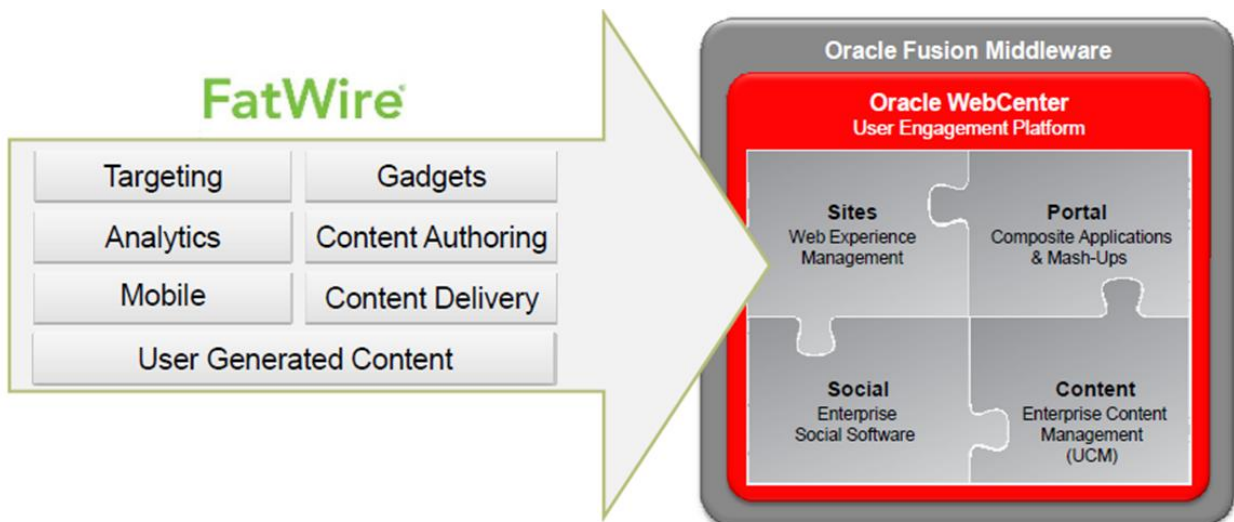 FatWire
Targeting
Gadgets
Analytics
Content Authoring
Mobile
Content Delivery
User Generated Content
Oracle Fusion Middleware
Oracle WebCenter
User Engagement Platform
Sites
Web Experience
Management
Portal
Composite Applications
& Mash-Ups
Social
Enterprise
Social Software
Content
Enterprise Content
Management
(UCM)